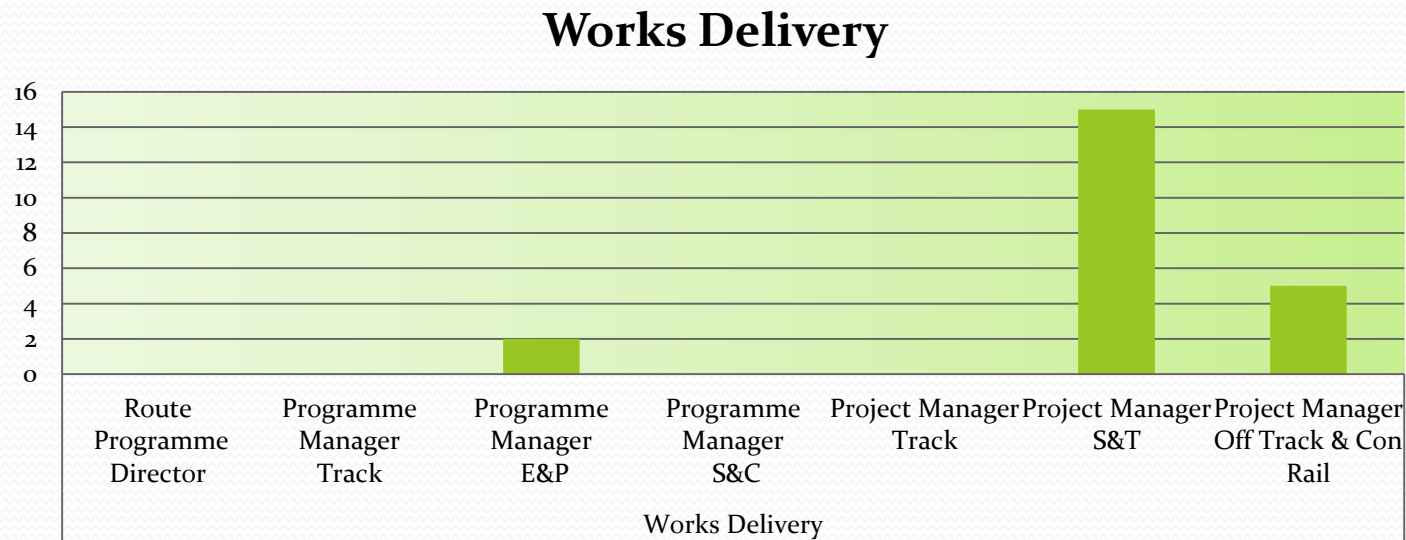 Works Delivery
16
14
12
10
8
6
4
2
0
Route
Programme
Director
Programme
Manager
Track
Programme
Manager
E&P
Programme
Manager
S&C
Project Manager
Track
Project Manager
S&T
Project Manager
Off Track & Con
Rail
Works Delivery